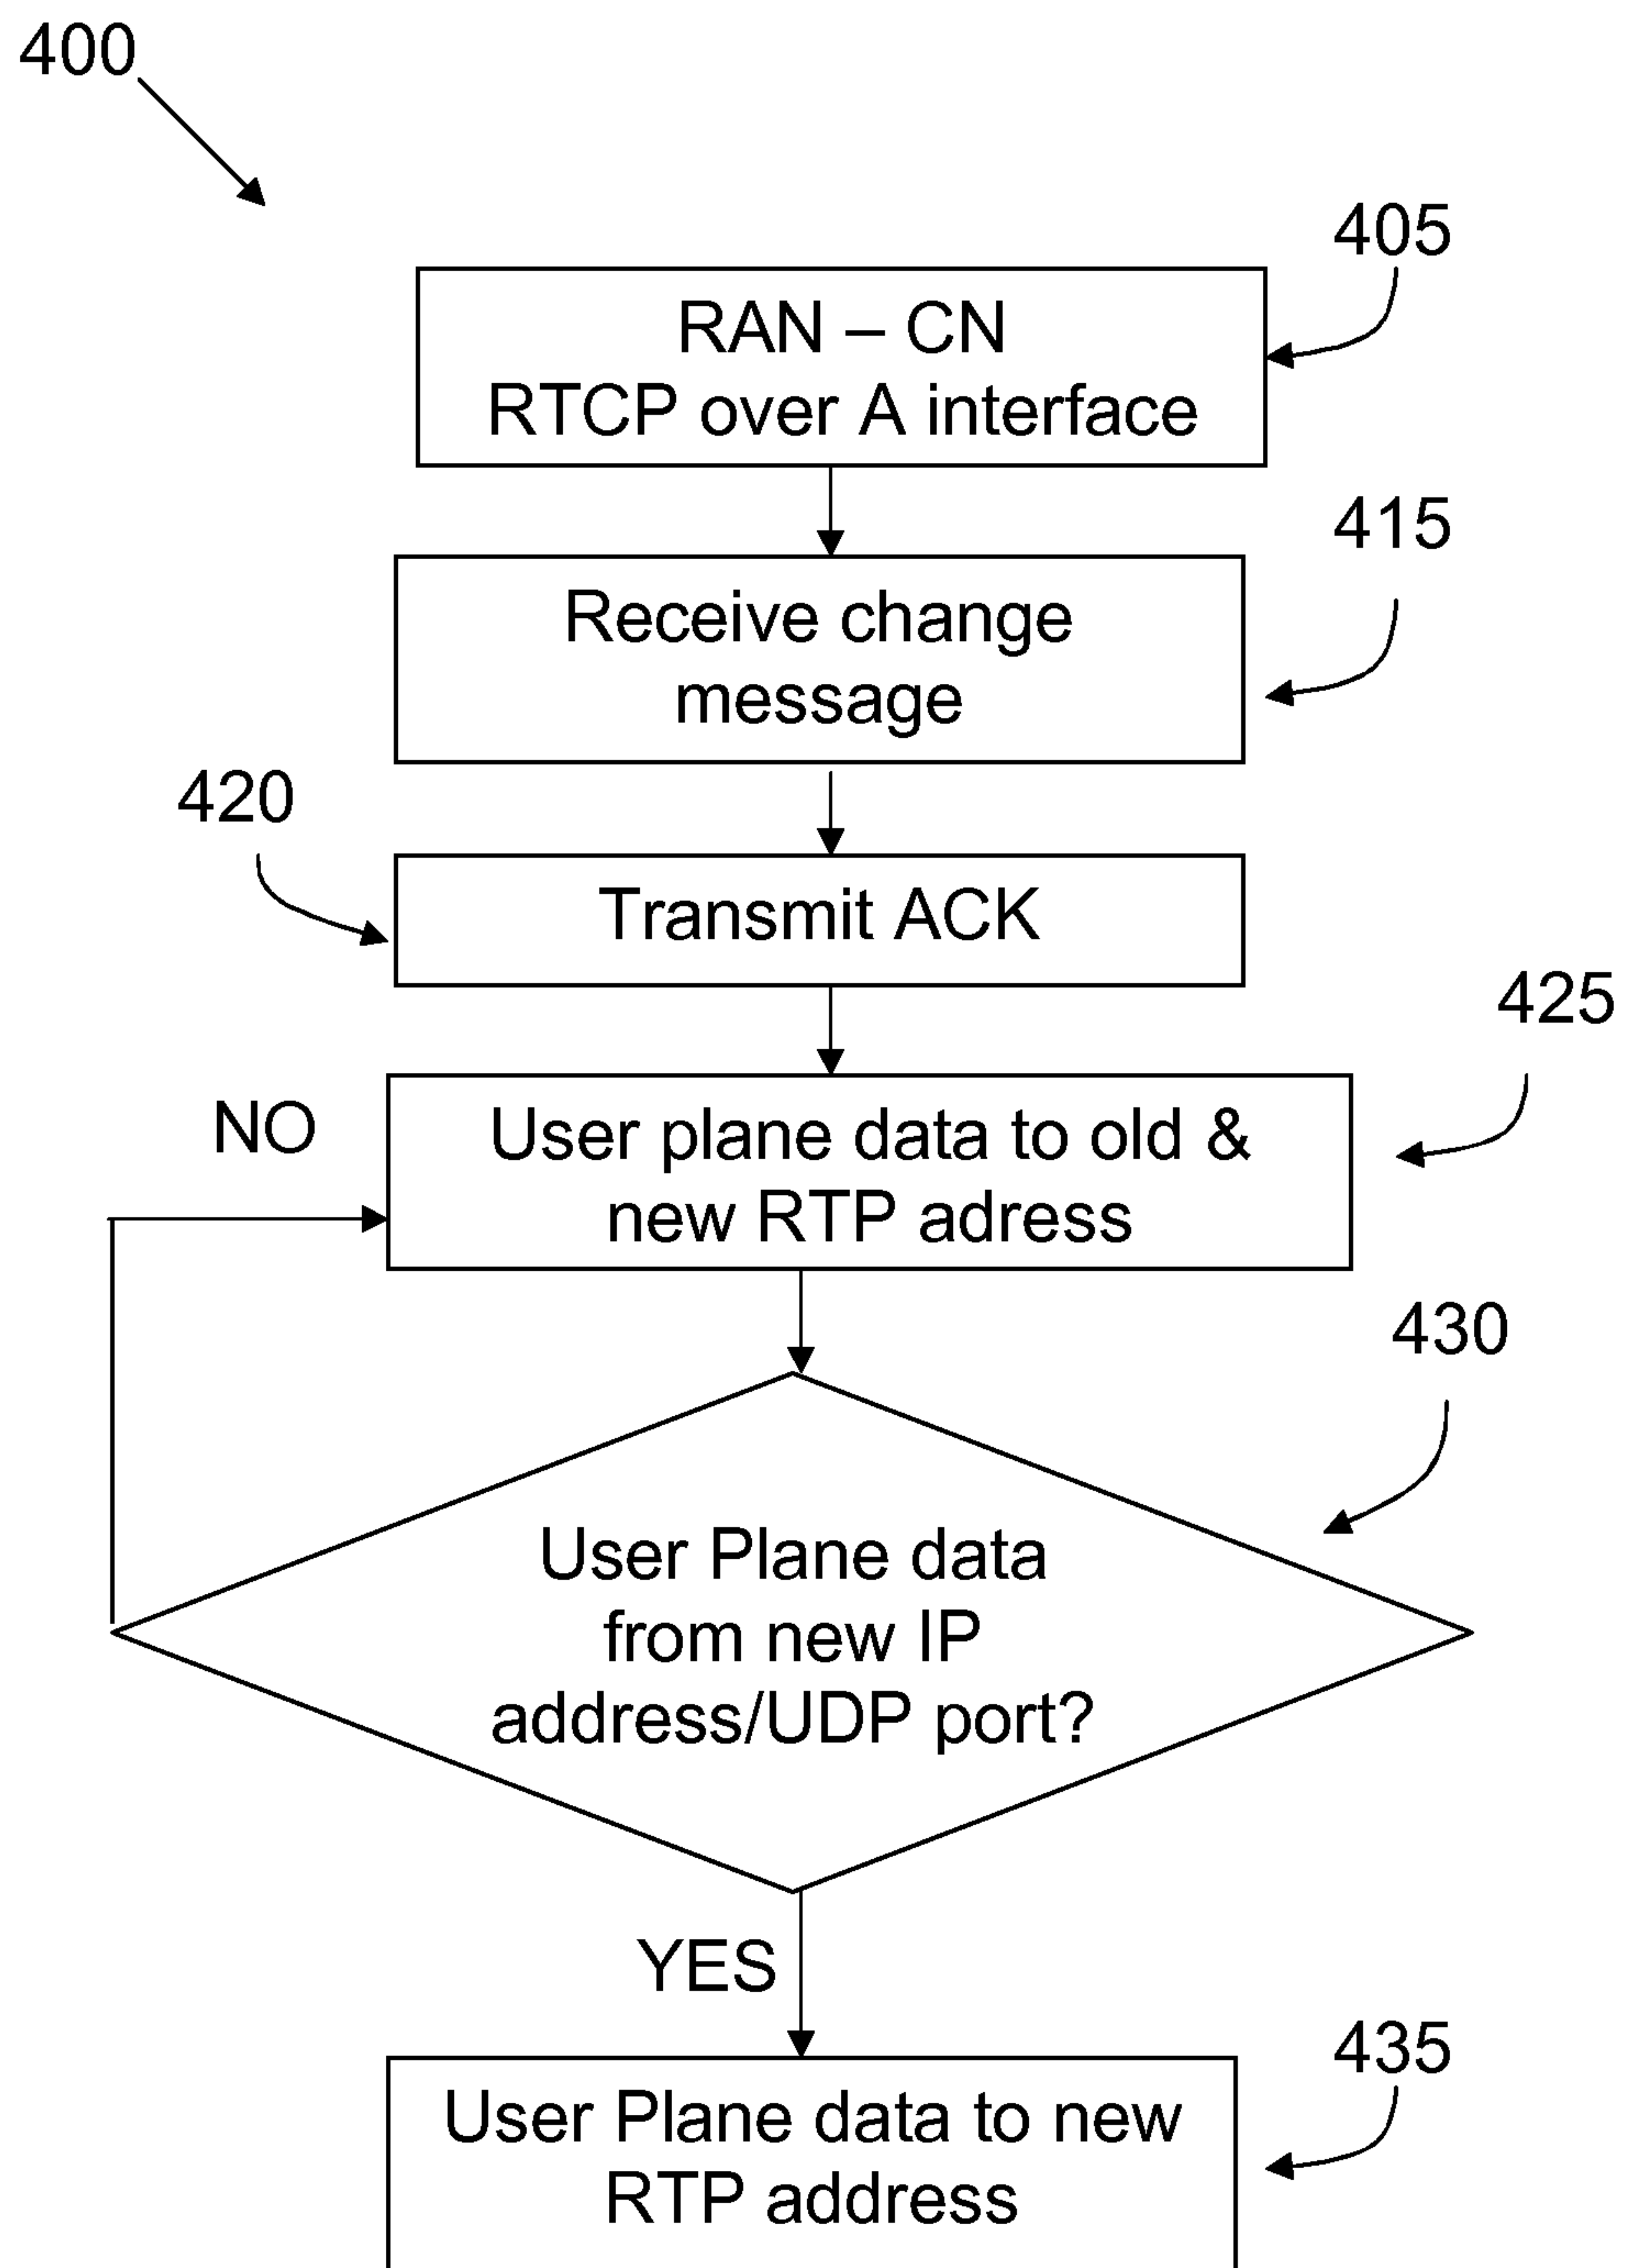 400
405
RAN – CN
RTCP over A interface
415
Receive change
message
420
Transmit ACK
425
NO
User plane data to old &
new RTP adress
430
User Plane data
from new IP
address/UDP port?
YES
435
User Plane data to new
RTP address